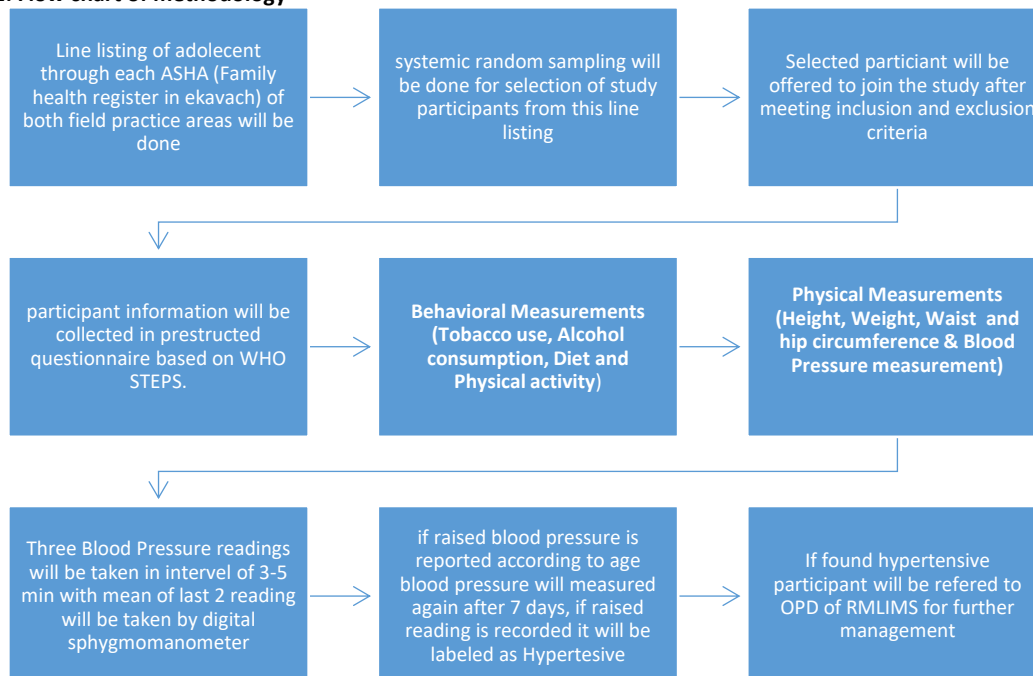 Flow chart of methodology
Line listing of adolecent
through each ASHA (Family
health register in ekavach) of
both field practice areas will be
done
systemic random sampling will
be done for selection of study
participants from this line
listing
Selected particiant will be
offered to join the study after
meeting inclusion and exclusion
criteria
participant information will be
collected in prestructed
questionnaire based on WHO
STEPS.
Behavioral Measurements
(Tobacco use, Alcohol
consumption, Diet and
Physical activity)
Physical Measurements
(Height, Weight, Waist and
hip circumference & Blood
Pressure measurement)
Three Blood Pressure readings
will be taken in intervel of 3-5
min with mean of last 2 reading
will be taken by digital
sphygmomanometer
if raised blood pressure is
reported according to age
blood pressure will measured
again after 7 days, if raised
reading is recorded it will be
labeled as Hypertesive
If found hypertensive
participant will be refered to
OPD of RMLIMS for further
management